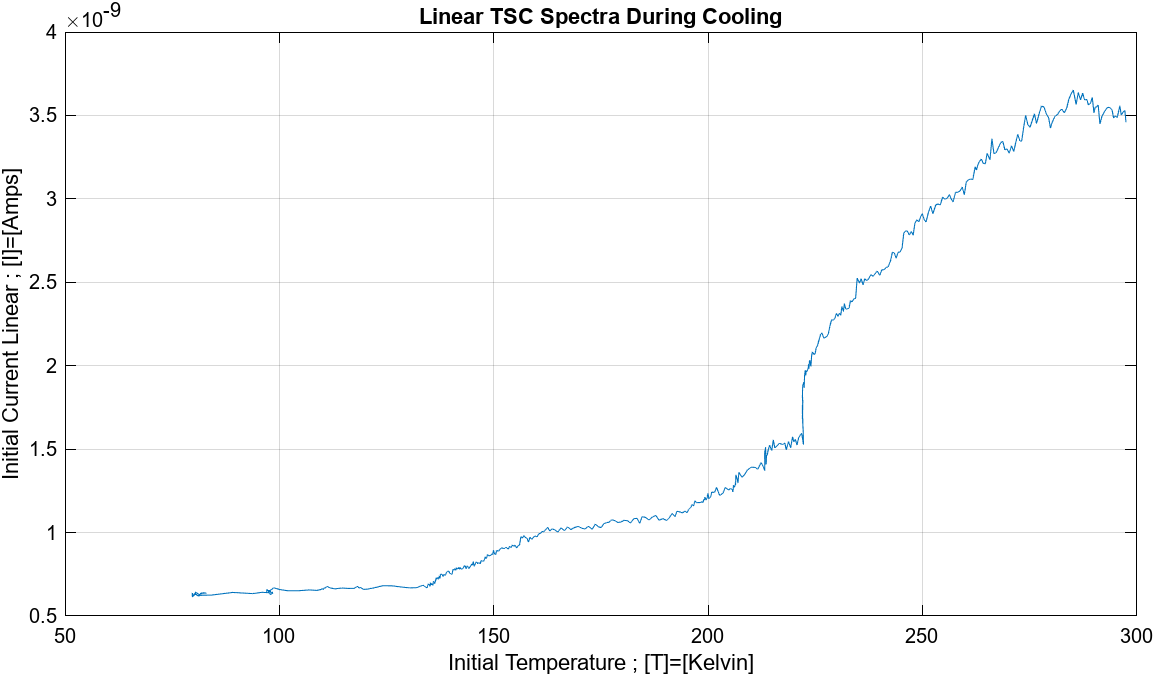 Linear TSC Spectra During Cooling
×10-9
4
3.5
3
2.5
2
1.5
1
0.5
50 100 150 200 250 300
Initial Temperature ; [T]=[Kelvin]
Initial Current Linear ; [I]=[Amps]